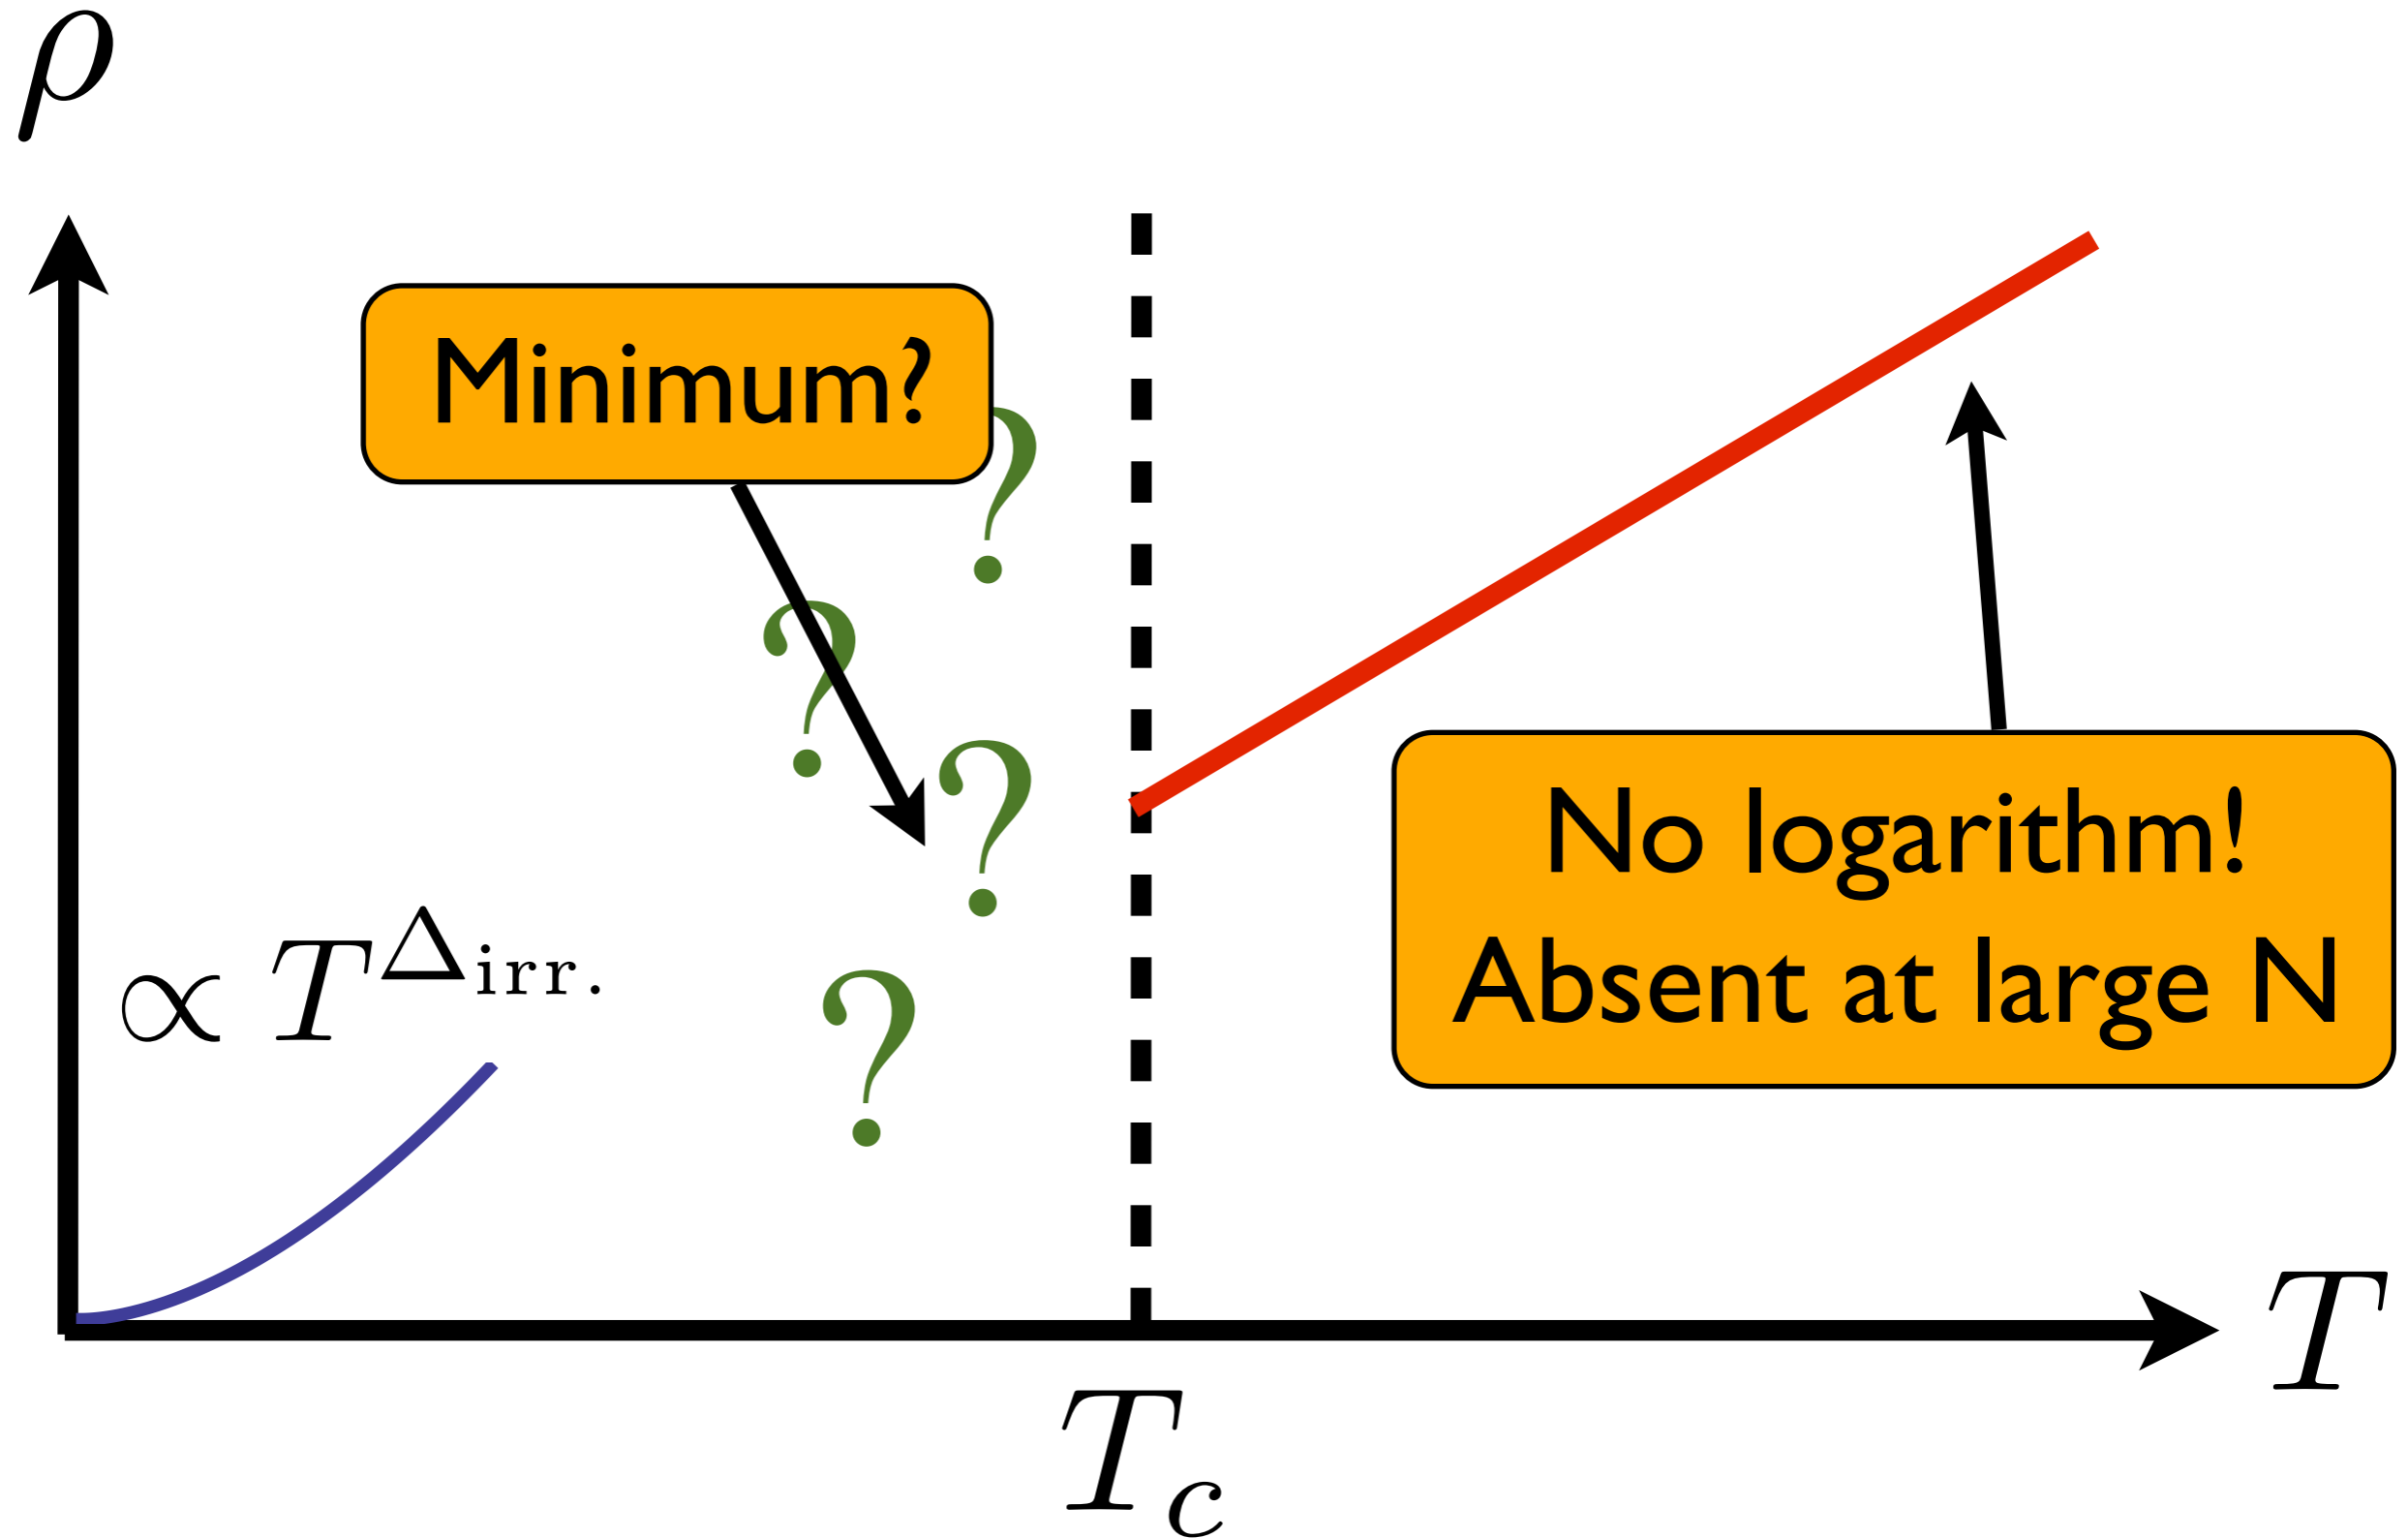 ρ
Minimum?
?
?
?
?
No logarithm!
Absent at large N
∝ T^Δirr.
T
T_c